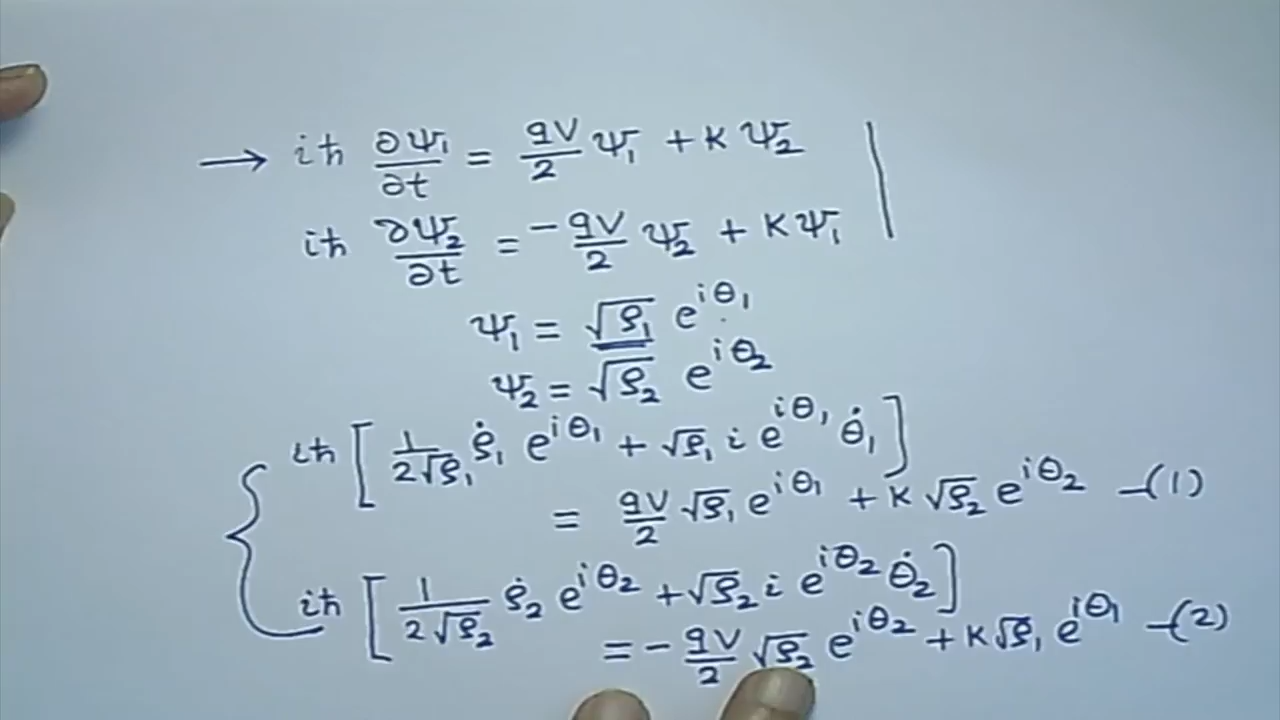 → iħ ∂Ψ₁/∂t = qV/2 Ψ₁ + K Ψ₂
iħ ∂Ψ₂/∂t = -qV/2 Ψ₂ + K Ψ₁
Ψ₁ = √ρ₁ e^{iθ₁}
Ψ₂ = √ρ₂ e^{iθ₂}
iħ [ 1/(2√ρ₁) ρ̇₁ e^{iθ₁} + √ρ₁ i e^{iθ₁} θ̇₁ ]
= qV/2 √ρ₁ e^{iθ₁} + K √ρ₂ e^{iθ₂} —(1)
iħ [ 1/(2√ρ₂) ρ̇₂ e^{iθ₂} + √ρ₂ i e^{iθ₂} θ̇₂ ]
= - qV/2 √ρ₂ e^{iθ₂} + K √ρ₁ e^{iθ₁} —(2)